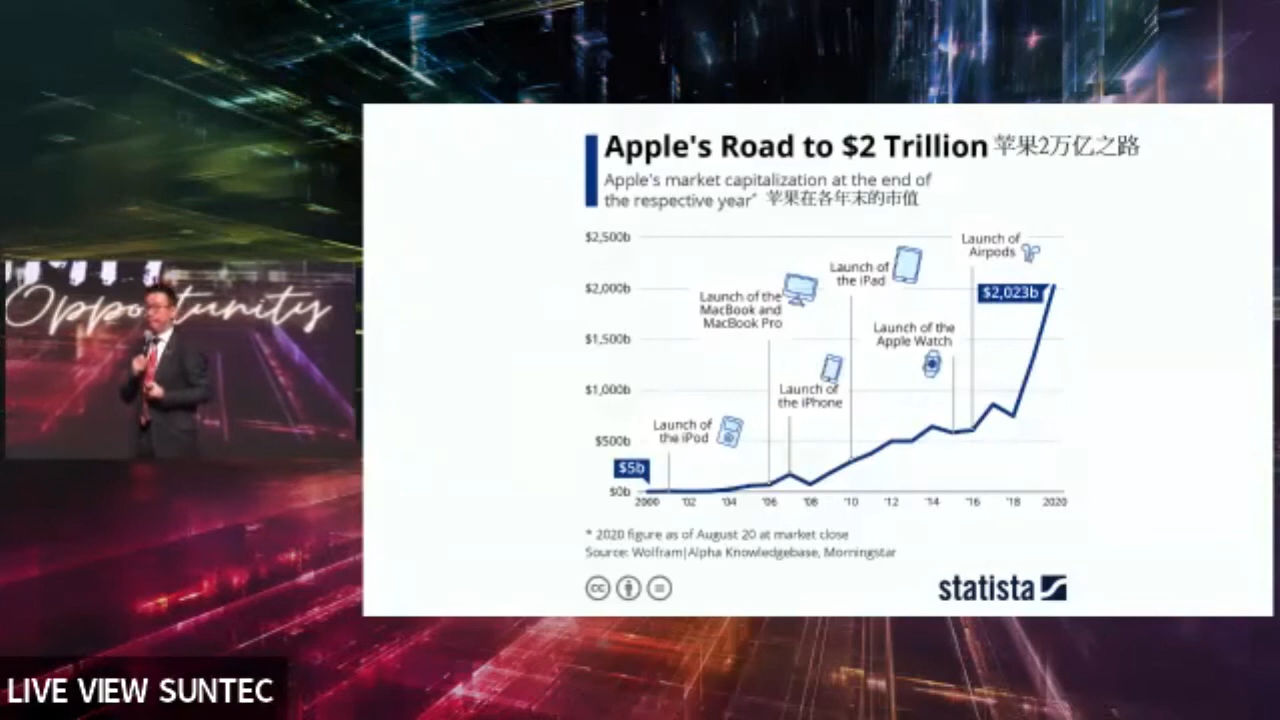 Apple's Road to $2 Trillion 苹果2万亿之路
Apple's market capitalization at the end of
the respective year* 苹果在各年末的市值
$2,500b
$2,000b
$1,500b
$1,000b
$500b
$0b
$5b
Launch of
the iPod
Launch of the
MacBook and
MacBook Pro
Launch of
the iPhone
Launch of
the iPad
Launch of the
Apple Watch
Launch of
Airpods
$2,023b
2000 '02 '04 '06 '08 '10 '12 '14 '16 '18 2020
* 2020 figure as of August 20 at market close
Source: Wolfram|Alpha Knowledgebase, Morningstar
cc
statista
Opportunity
LIVE VIEW SUNTEC